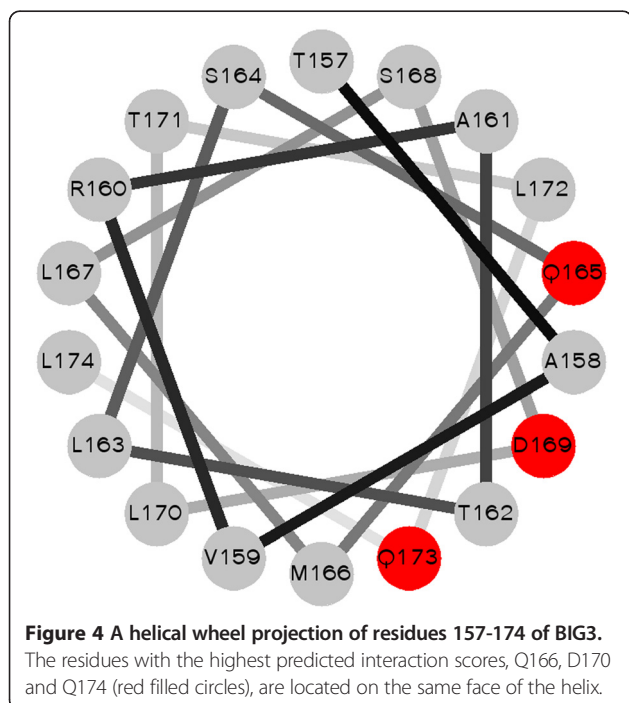 T157
S164
S168
T171
A161
R160
L172
L167
Q165
L174
A158
L163
D169
L170
T162
V159
M166
Q173
Figure 4 A helical wheel projection of residues 157-174 of BIG3.
The residues with the highest predicted interaction scores, Q166, D170
and Q174 (red filled circles), are located on the same face of the helix.